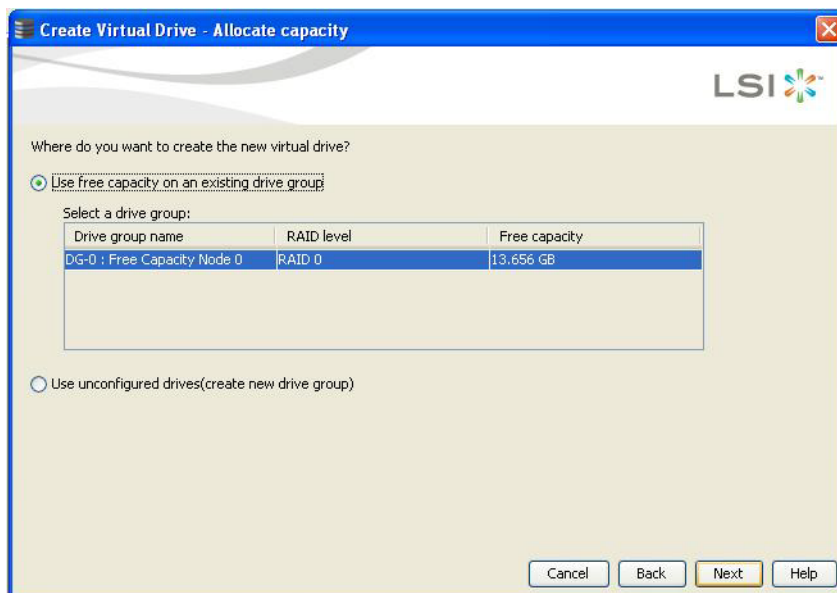 Create Virtual Drive - Allocate capacity
LSI
Where do you want to create the new virtual drive?
Use free capacity on an existing drive group
Select a drive group:
Drive group name RAID level Free capacity
DG-0 : Free Capacity Node 0 RAID 0 13.656 GB
Use unconfigured drives(create new drive group)
Cancel Back Next Help